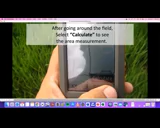 After going around the field,
Select "Calculate" to see
the area measurement.